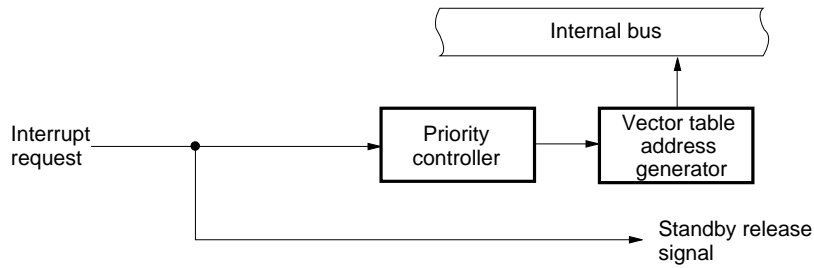 Internal bus
Interrupt
request
Priority
controller
Vector table
address
generator
Standby release
signal